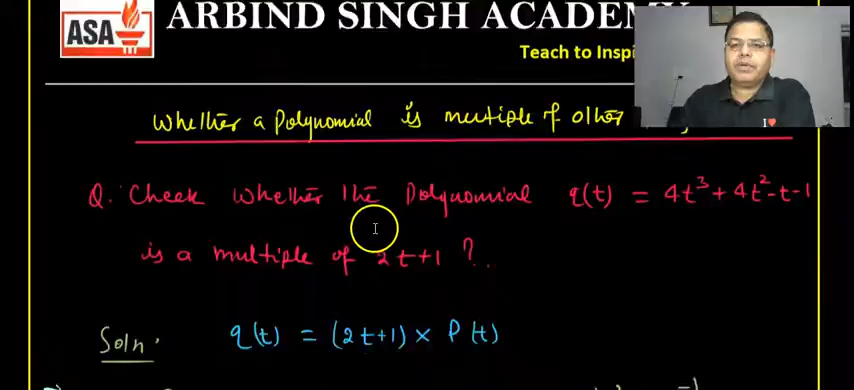 ARBIND SINGH ACADEMY
ASA
Teach to Inspi
Whether a Polynomial is multiple of other
Q. Check whether the Polynomial q(t) = 4t³ + 4t² - t - 1
is a multiple of 2t+1 ?
Soln. q(t) = (2t+1) × P(t)